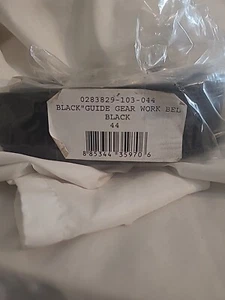 0283829-103-044
BLACK"GUIDE GEAR WORK BEL
BLACK
44
8 85344 35970 6